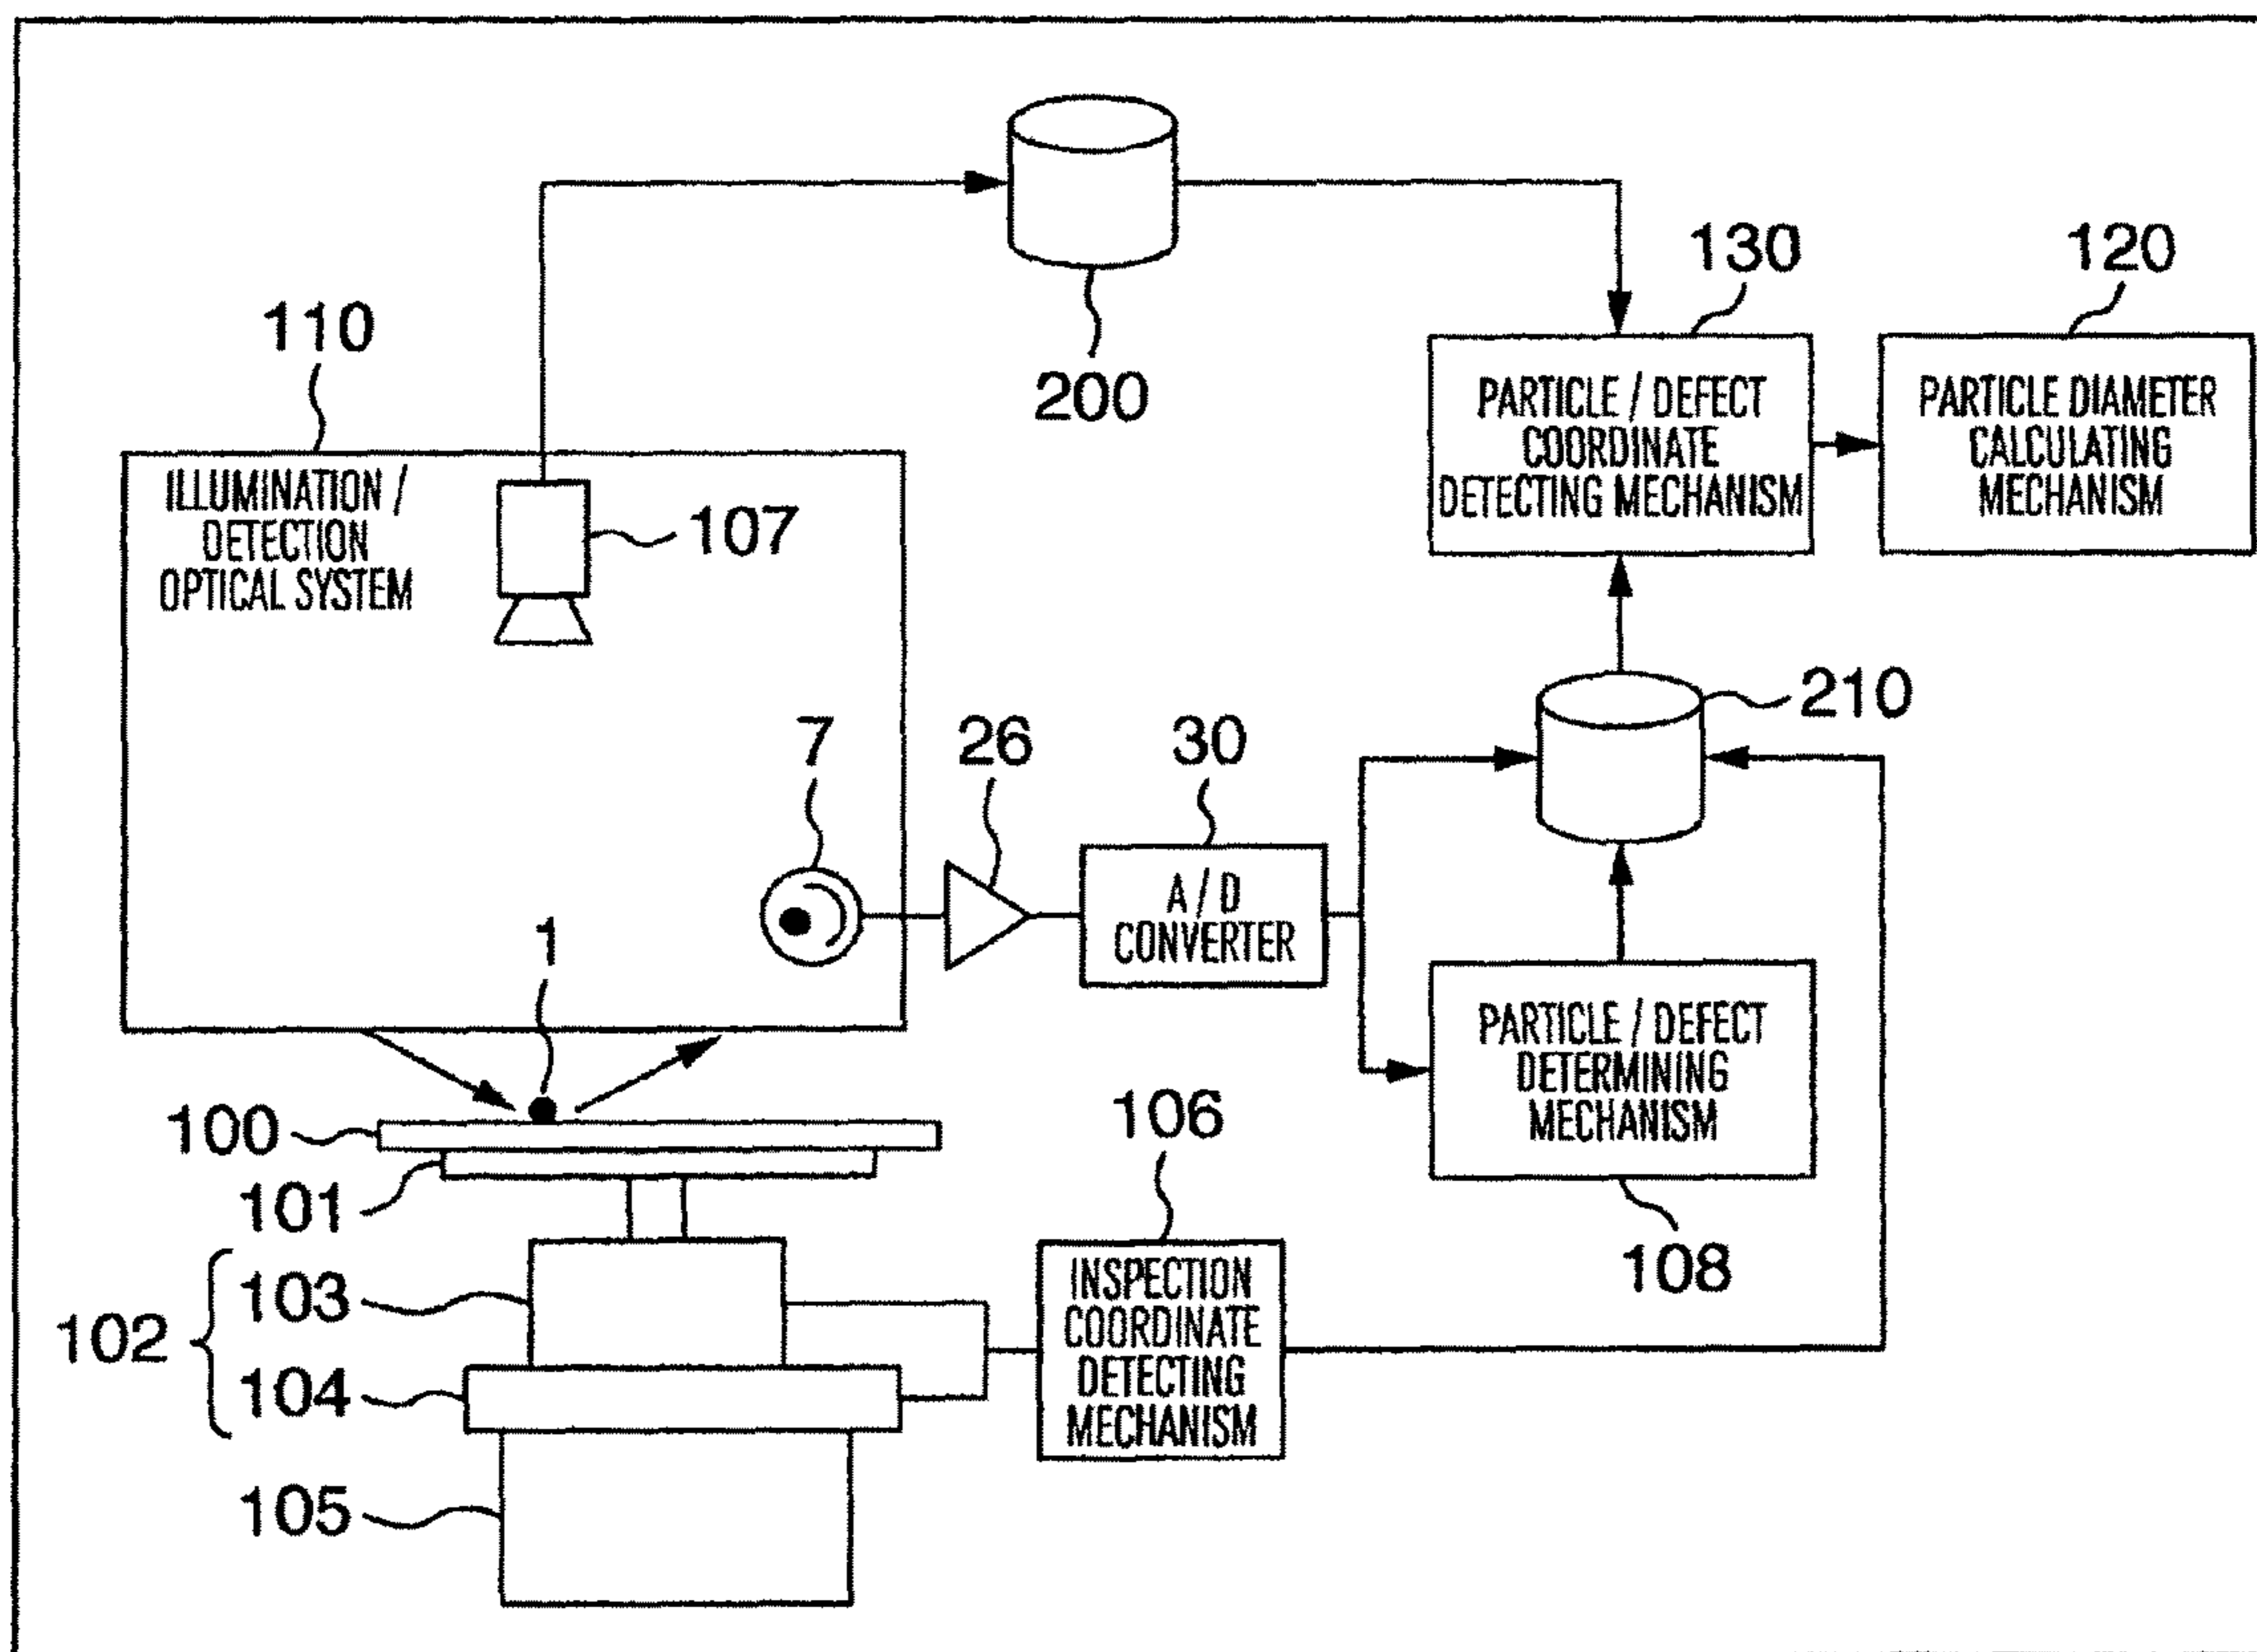 130
120
110
200
PARTICLE / DEFECT
COORDINATE
DETECTING MECHANISM
PARTICLE DIAMETER
CALCULATING
MECHANISM
ILLUMINATION /
DETECTION
OPTICAL SYSTEM
107
210
7
26
30
A / D
CONVERTER
1
PARTICLE / DEFECT
DETERMINING
MECHANISM
100
106
101
108
INSPECTION
COORDINATE
DETECTING
MECHANISM
102
103
104
105